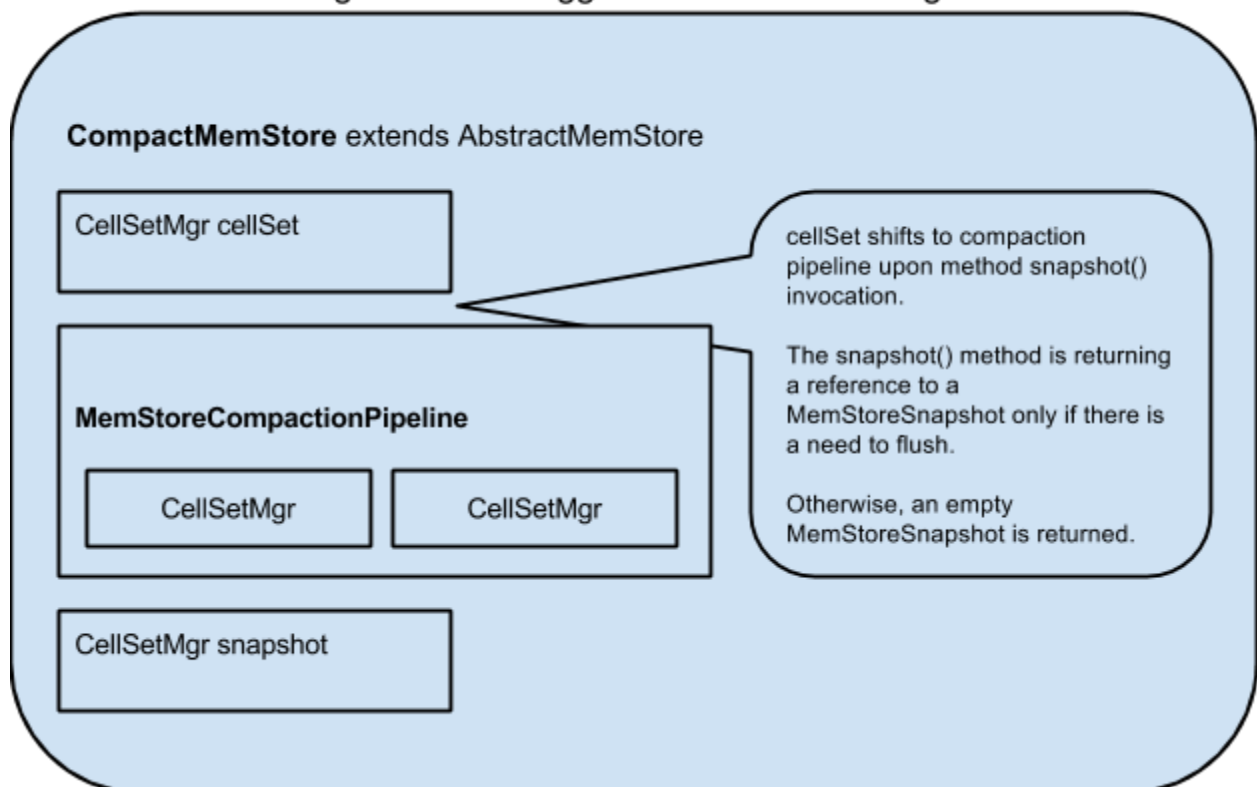 CompactMemStore extends AbstractMemStore
CellSetMgr cellSet
cellSet shifts to compaction
pipeline upon method snapshot()
invocation.
The snapshot() method is returning
a reference to a
MemStoreSnapshot only if there is
a need to flush.
Otherwise, an empty
MemStoreSnapshot is returned.
MemStoreCompactionPipeline
CellSetMgr
CellSetMgr
CellSetMgr snapshot